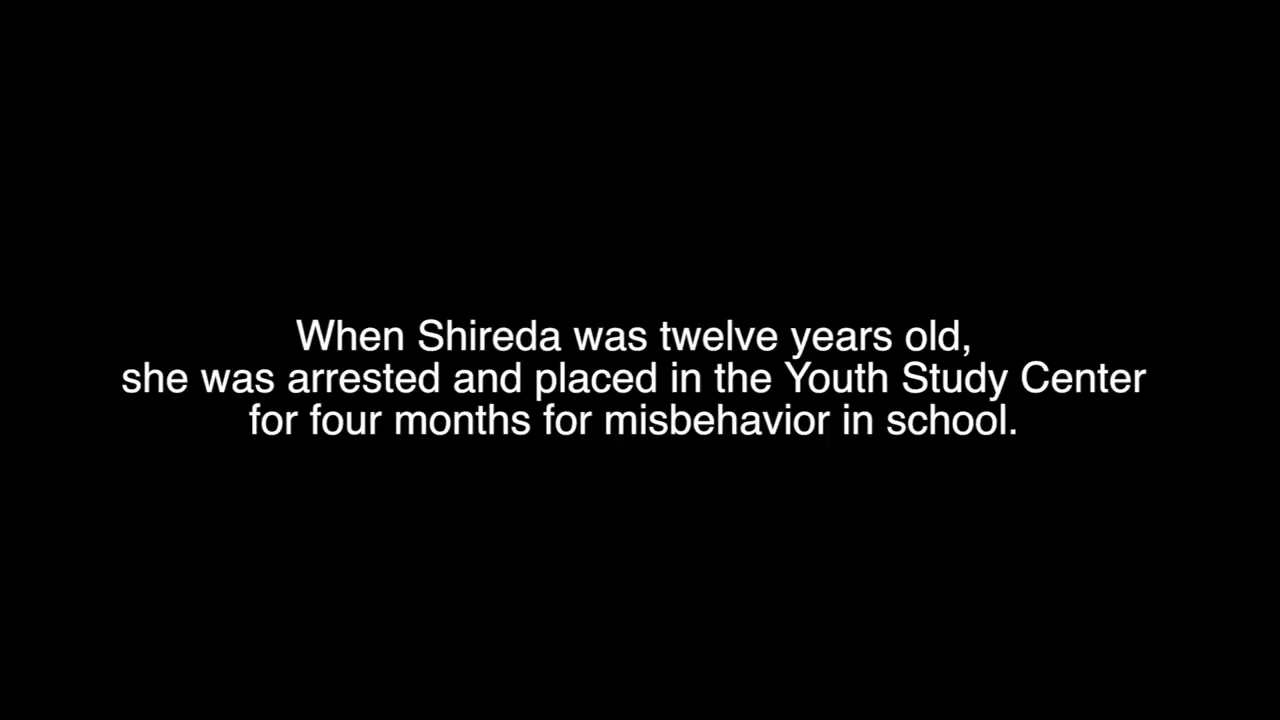 When Shireda was twelve years old,
she was arrested and placed in the Youth Study Center
for four months for misbehavior in school.